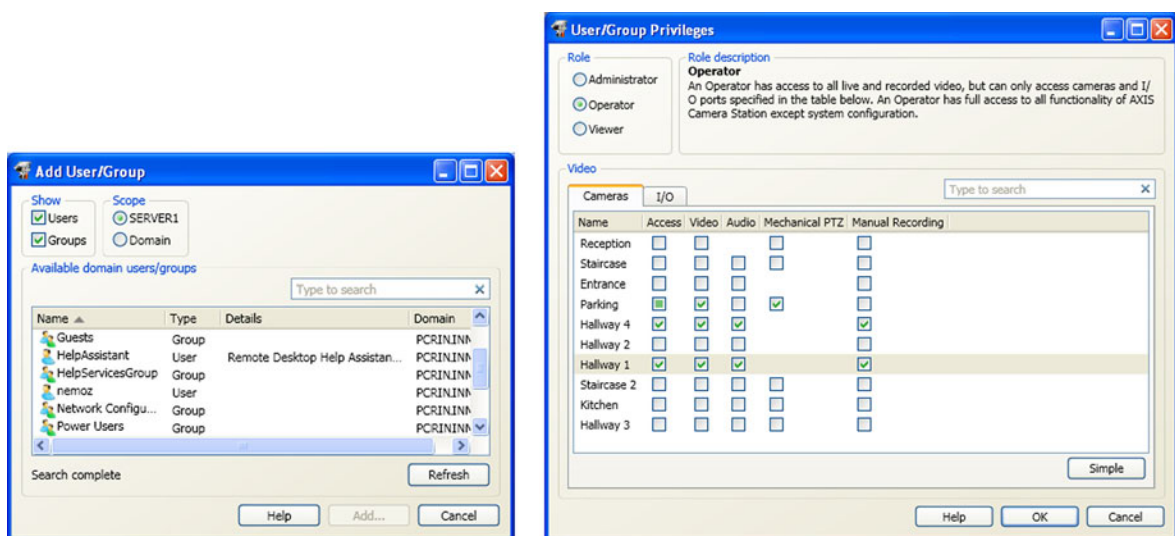 Add User/Group
Show
Scope
Users
SERVER1
Groups
Domain
Available domain users/groups
Type to search
Name Type Details Domain
Guests Group PCRININN
HelpAssistant User Remote Desktop Help Assistan... PCRININN
HelpServicesGroup Group PCRININN
nemoz User PCRININN
Network Configu... Group PCRININN
Power Users Group PCRININN
Search complete
Refresh
Help Add... Cancel
User/Group Privileges
Role
Administrator
Operator
Viewer
Role description
Operator
An Operator has access to all live and recorded video, but can only access cameras and I/
O ports specified in the table below. An Operator has full access to all functionality of AXIS
Camera Station except system configuration.
Video
Cameras I/O
Type to search
Name Access Video Audio Mechanical PTZ Manual Recording
Reception
Staircase
Entrance
Parking
Hallway 4
Hallway 2
Hallway 1
Staircase 2
Kitchen
Hallway 3
Simple
Help OK Cancel